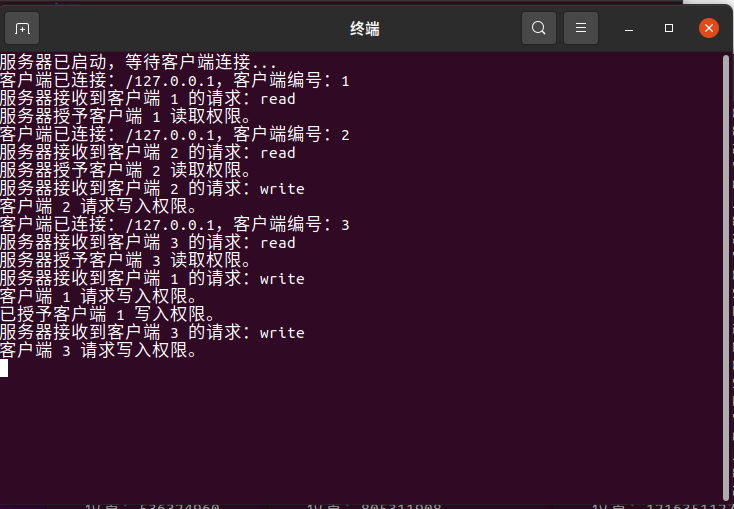 终端
服务器已启动，等待客户端连接...
客户端已连接：/127.0.0.1，客户端编号：1
服务器接收到客户端 1 的请求：read
服务器授予客户端 1 读取权限。
客户端已连接：/127.0.0.1，客户端编号：2
服务器接收到客户端 2 的请求：read
服务器授予客户端 2 读取权限。
服务器接收到客户端 2 的请求：write
客户端 2 请求写入权限。
客户端已连接：/127.0.0.1，客户端编号：3
服务器接收到客户端 3 的请求：read
服务器授予客户端 3 读取权限。
服务器接收到客户端 1 的请求：write
客户端 1 请求写入权限。
已授予客户端 1 写入权限。
服务器接收到客户端 3 的请求：write
客户端 3 请求写入权限。